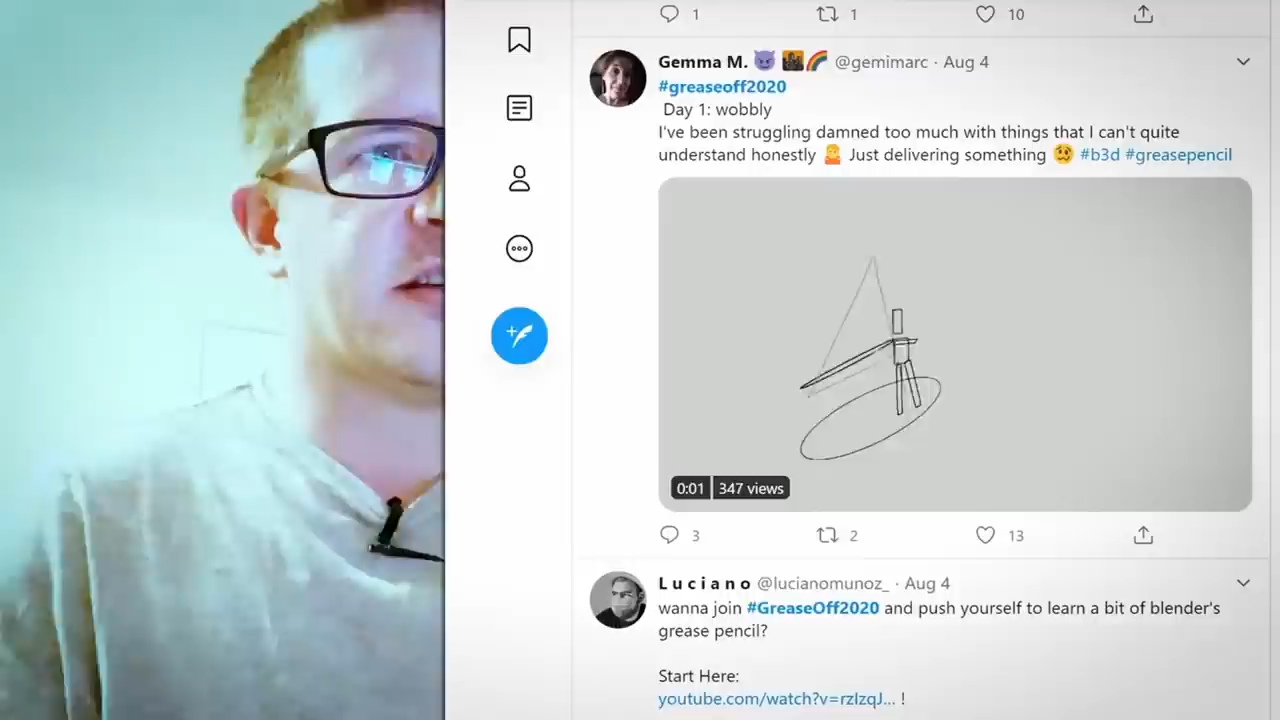 1 1 10
Gemma M. 😈 🌆🌈 @gemimarc · Aug 4
#greaseoff2020
Day 1: wobbly
I've been struggling damned too much with things that I can't quite
understand honestly 🤷 Just delivering something 🥴 #b3d #greasepencil
0:01 347 views
3 2 13
Luciano @lucianomunoz_ · Aug 4
wanna join #GreaseOff2020 and push yourself to learn a bit of blender's
grease pencil?
Start Here:
youtube.com/watch?v=rzIzqJ... !